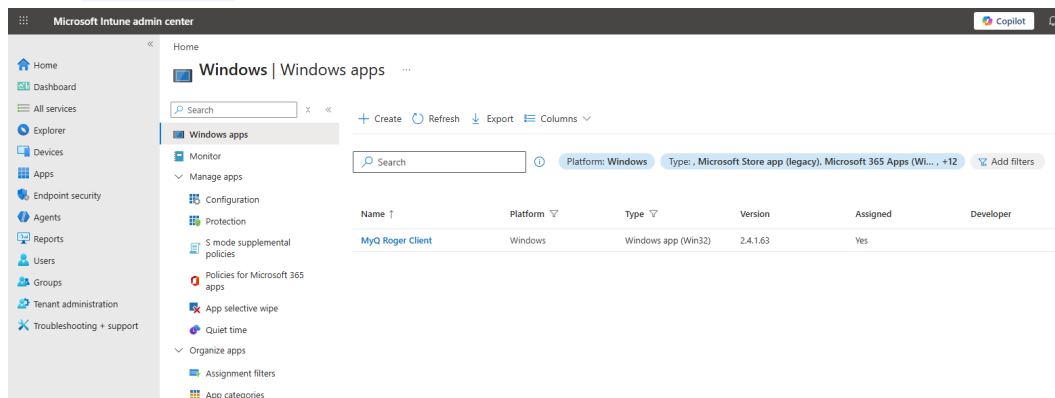 Microsoft Intune admin center
Copilot
Home
Dashboard
All services
Explorer
Devices
Apps
Endpoint security
Agents
Reports
Users
Groups
Tenant administration
Troubleshooting + support
Home
Windows | Windows apps
Search
Windows apps
Monitor
Manage apps
Configuration
Protection
S mode supplemental
policies
Policies for Microsoft 365
apps
App selective wipe
Quiet time
Organize apps
Assignment filters
App categories
Create Refresh Export Columns
Search
Platform: Windows Type: , Microsoft Store app (legacy), Microsoft 365 Apps (Wi... , +12 Add filters
Name ↑ Platform Type Version Assigned Developer
MyQ Roger Client Windows Windows app (Win32) 2.4.1.63 Yes